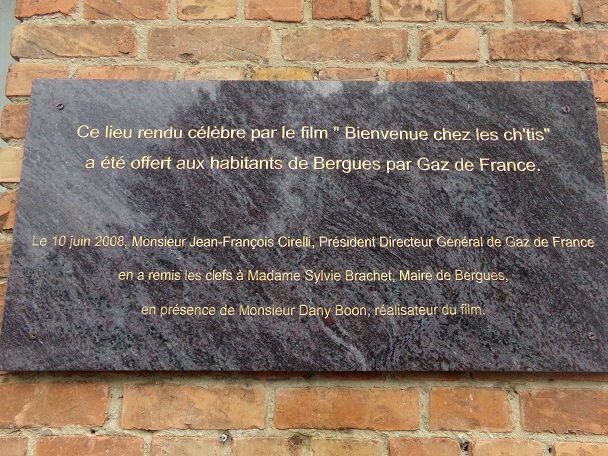 Ce lieu rendu célèbre par le film " Bienvenue chez les ch'tis"
a été offert aux habitants de Bergues par Gaz de France.
Le 10 juin 2008, Monsieur Jean-François Cirelli, Président Directeur Général de Gaz de France
en a remis les clefs à Madame Sylvie Brachet, Maire de Bergues,
en présence de Monsieur Dany Boon, réalisateur du film.